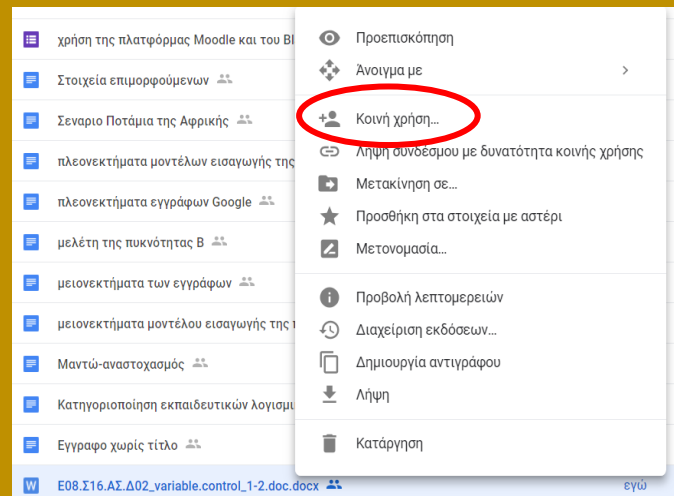 χρήση της πλατφόρμας Moodle και του Bl
Στοιχεία επιμορφούμενων
Σεναριο Ποτάμια της Αφρικής
πλεονεκτήματα μοντέλων εισαγωγής της
πλεονεκτήματα εγγράφων Google
μελέτη της πυκνότητας Β
μειονεκτήματα των εγγράφων
μειονεκτήματα μοντέλου εισαγωγής της τ
Μαντώ-αναστοχασμός
Κατηγοριοποίηση εκπαιδευτικών λογισμι
Εγγραφο χωρίς τίτλο
W E08.Σ16.ΑΣ.Δ02_variable.control_1-2.doc.docx εγώ
Προεπισκόπηση
Άνοιγμα με
Κοινή χρήση...
Λήψη συνδέσμου με δυνατότητα κοινής χρήσης
Μετακίνηση σε...
Προσθήκη στα στοιχεία με αστέρι
Μετονομασία...
Προβολή λεπτομερειών
Διαχείριση εκδόσεων...
Δημιουργία αντιγράφου
Λήψη
Κατάργηση